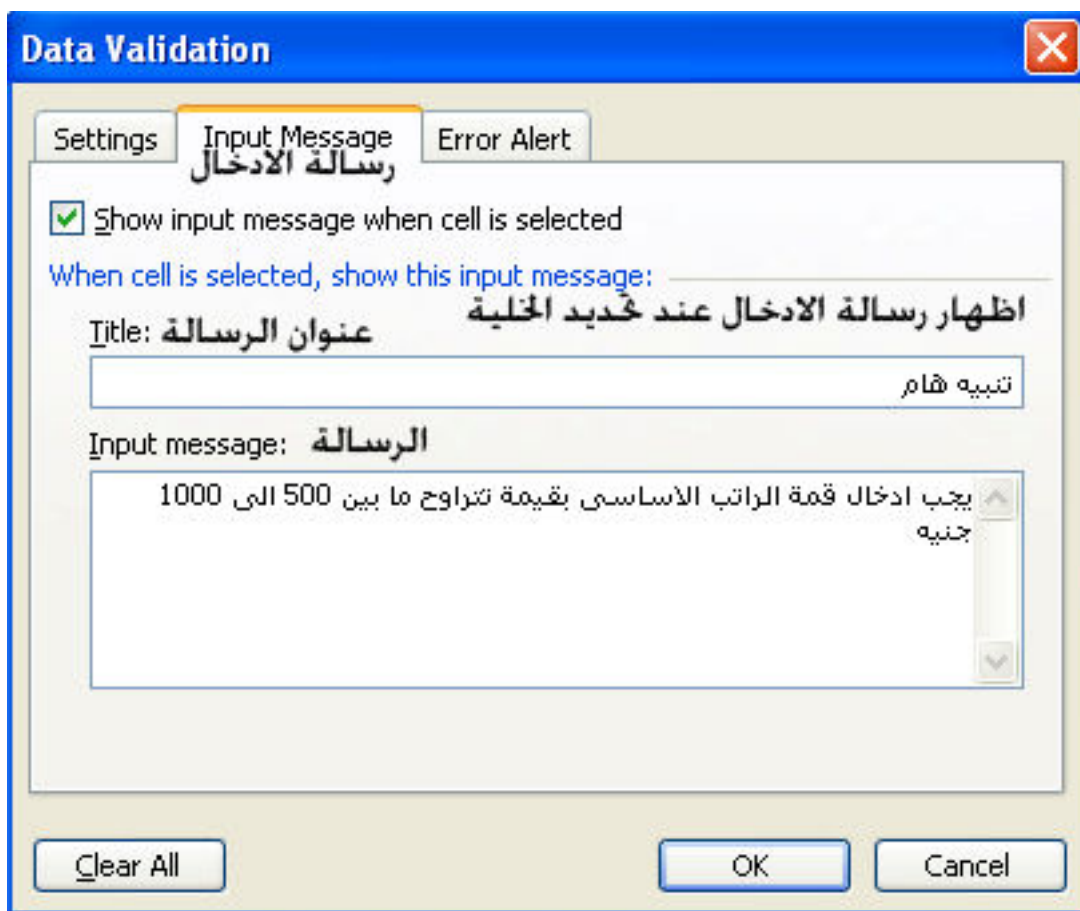 Data Validation
Settings Input Message Error Alert
رسالة الادخال
Show input message when cell is selected
When cell is selected, show this input message:
اظهار رسالة الادخال عند تحديد الخلية
Title: عنوان الرسالة
تنبيه هام
Input message: الرسالة
يجب ادخال قمة الراتب الاساسى بقيمة تتراوح ما بين 500 الى 1000
جنيه
Clear All OK Cancel